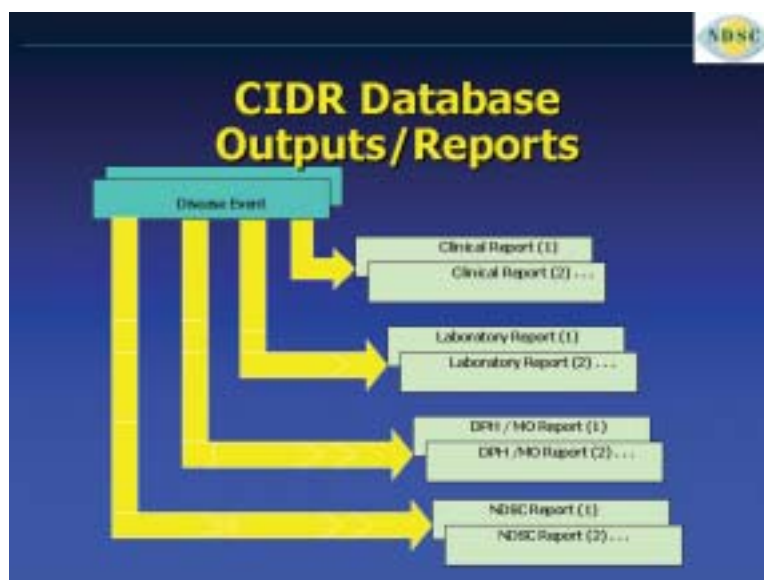 NDSC
CIDR Database
Outputs/Reports
Disease Event
Clinical Report (1)
Clinical Report (2) ...
Laboratory Report (1)
Laboratory Report (2) ...
DPH / MO Report (1)
DPH /MO Report (2) ...
NDSC Report (1)
NDSC Report (2) ...